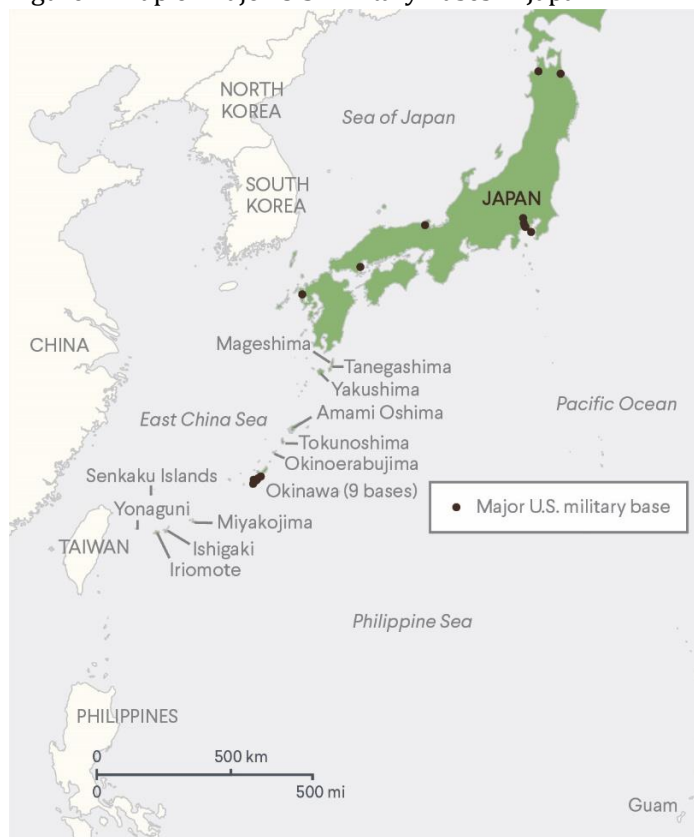 NORTH
KOREA
Sea of Japan
SOUTH
KOREA
JAPAN
CHINA
Mageshima
Tanegashima
Yakushima
Pacific Ocean
Amami Oshima
East China Sea
Tokunoshima
Okinoerabujima
Senkaku Islands
Okinawa (9 bases)
Major U.S. military base
Yonaguni
Miyakojima
TAIWAN
Ishigaki
Iriomote
Philippine Sea
PHILIPPINES
0 500 km
0 500 mi
Guam